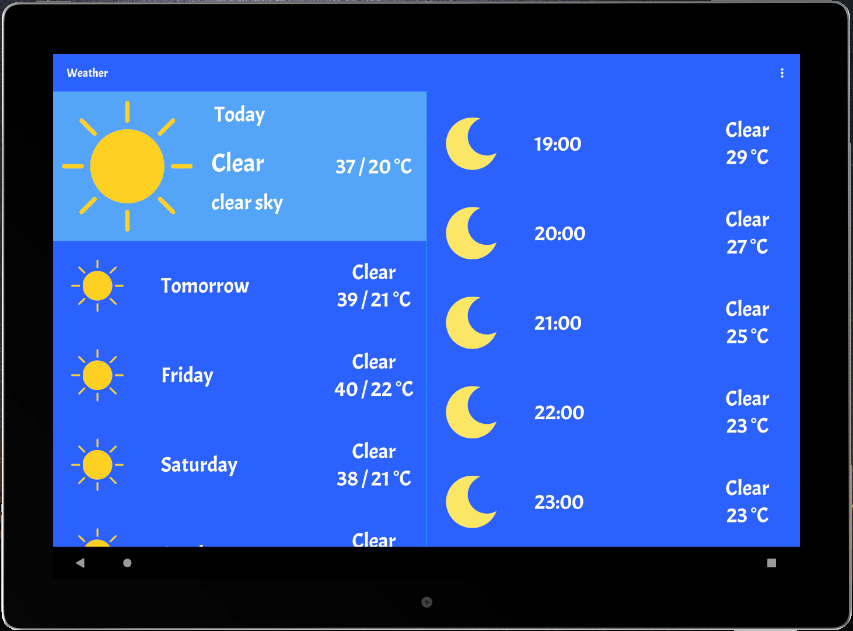 Weather
Today
Clear
37 / 20 °C
clear sky
Tomorrow
Clear
39 / 21 °C
Friday
Clear
40 / 22 °C
Saturday
Clear
38 / 21 °C
Clear
19:00
Clear
29 °C
20:00
Clear
27 °C
21:00
Clear
25 °C
22:00
Clear
23 °C
23:00
Clear
23 °C